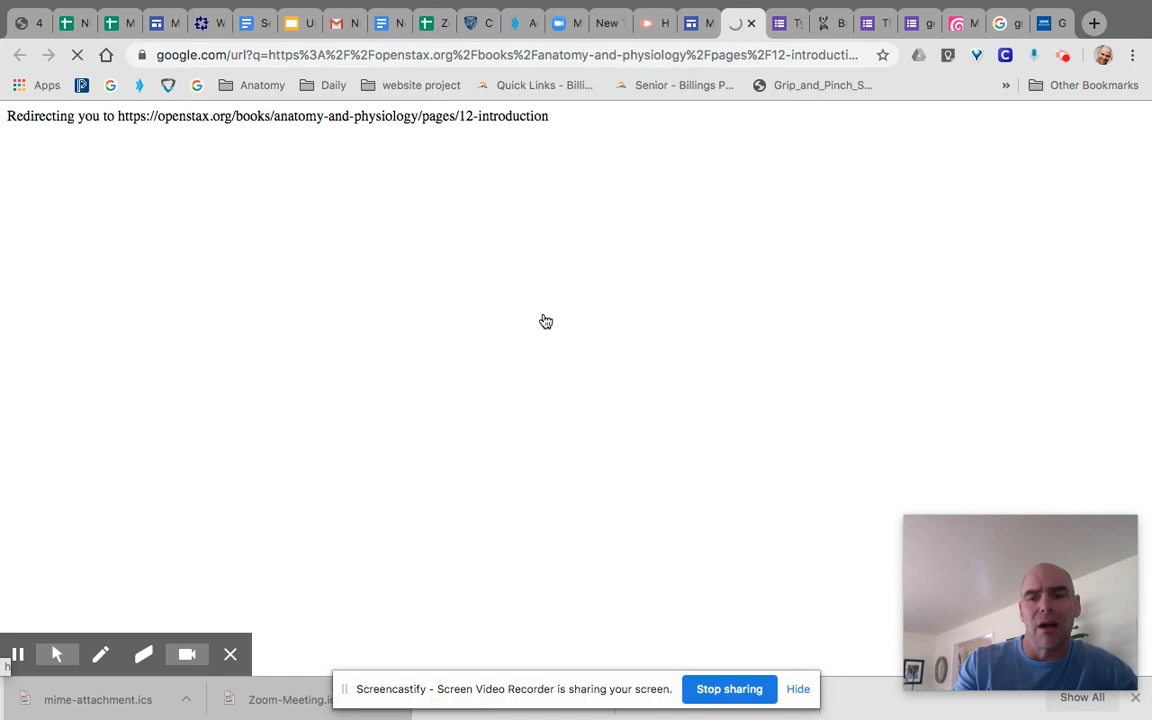 4 N M M W S U N N Z C A M New T H M T B T g M g G
google.com/url?q=https%3A%2F%2Fopenstax.org%2Fbooks%2Fanatomy-and-physiology%2Fpages%2F12-introducti...
Apps Anatomy Daily website project Quick Links - Billi... Senior - Billings P... Grip_and_Pinch_S... » Other Bookmarks
Redirecting you to https://openstax.org/books/anatomy-and-physiology/pages/12-introduction
h
mime-attachment.ics Zoom-Meeting.ic Screencastify - Screen Video Recorder is sharing your screen. Stop sharing Hide Show All